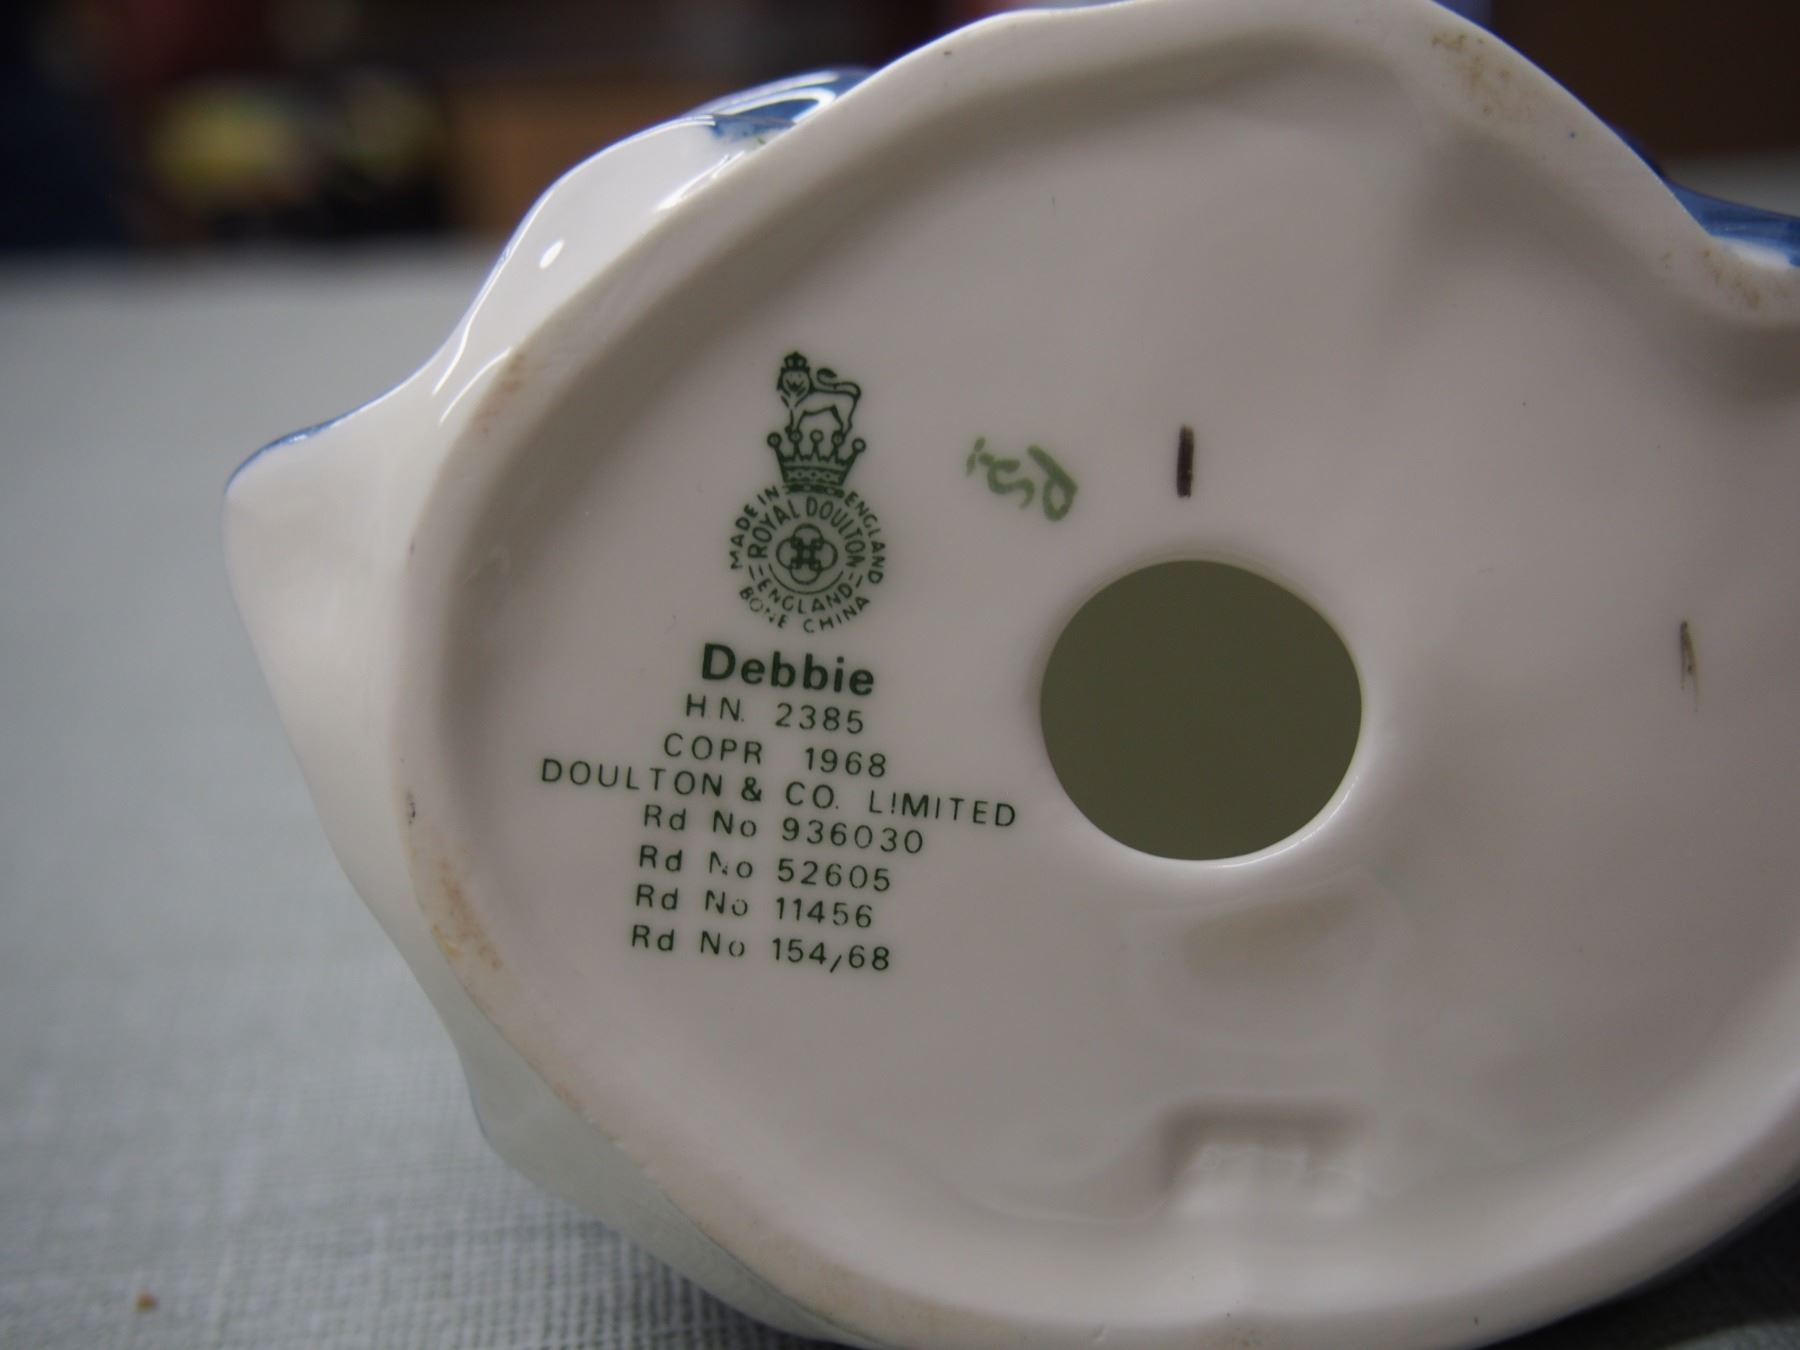 MADE IN ENGLAND
ROYAL DOULTON
ENGLAND
BONE CHINA
Debbie
H N. 2385
COPR 1968
DOULTON & CO. LIMITED
Rd No 936030
Rd No 52605
Rd No 11456
Rd No 154/68